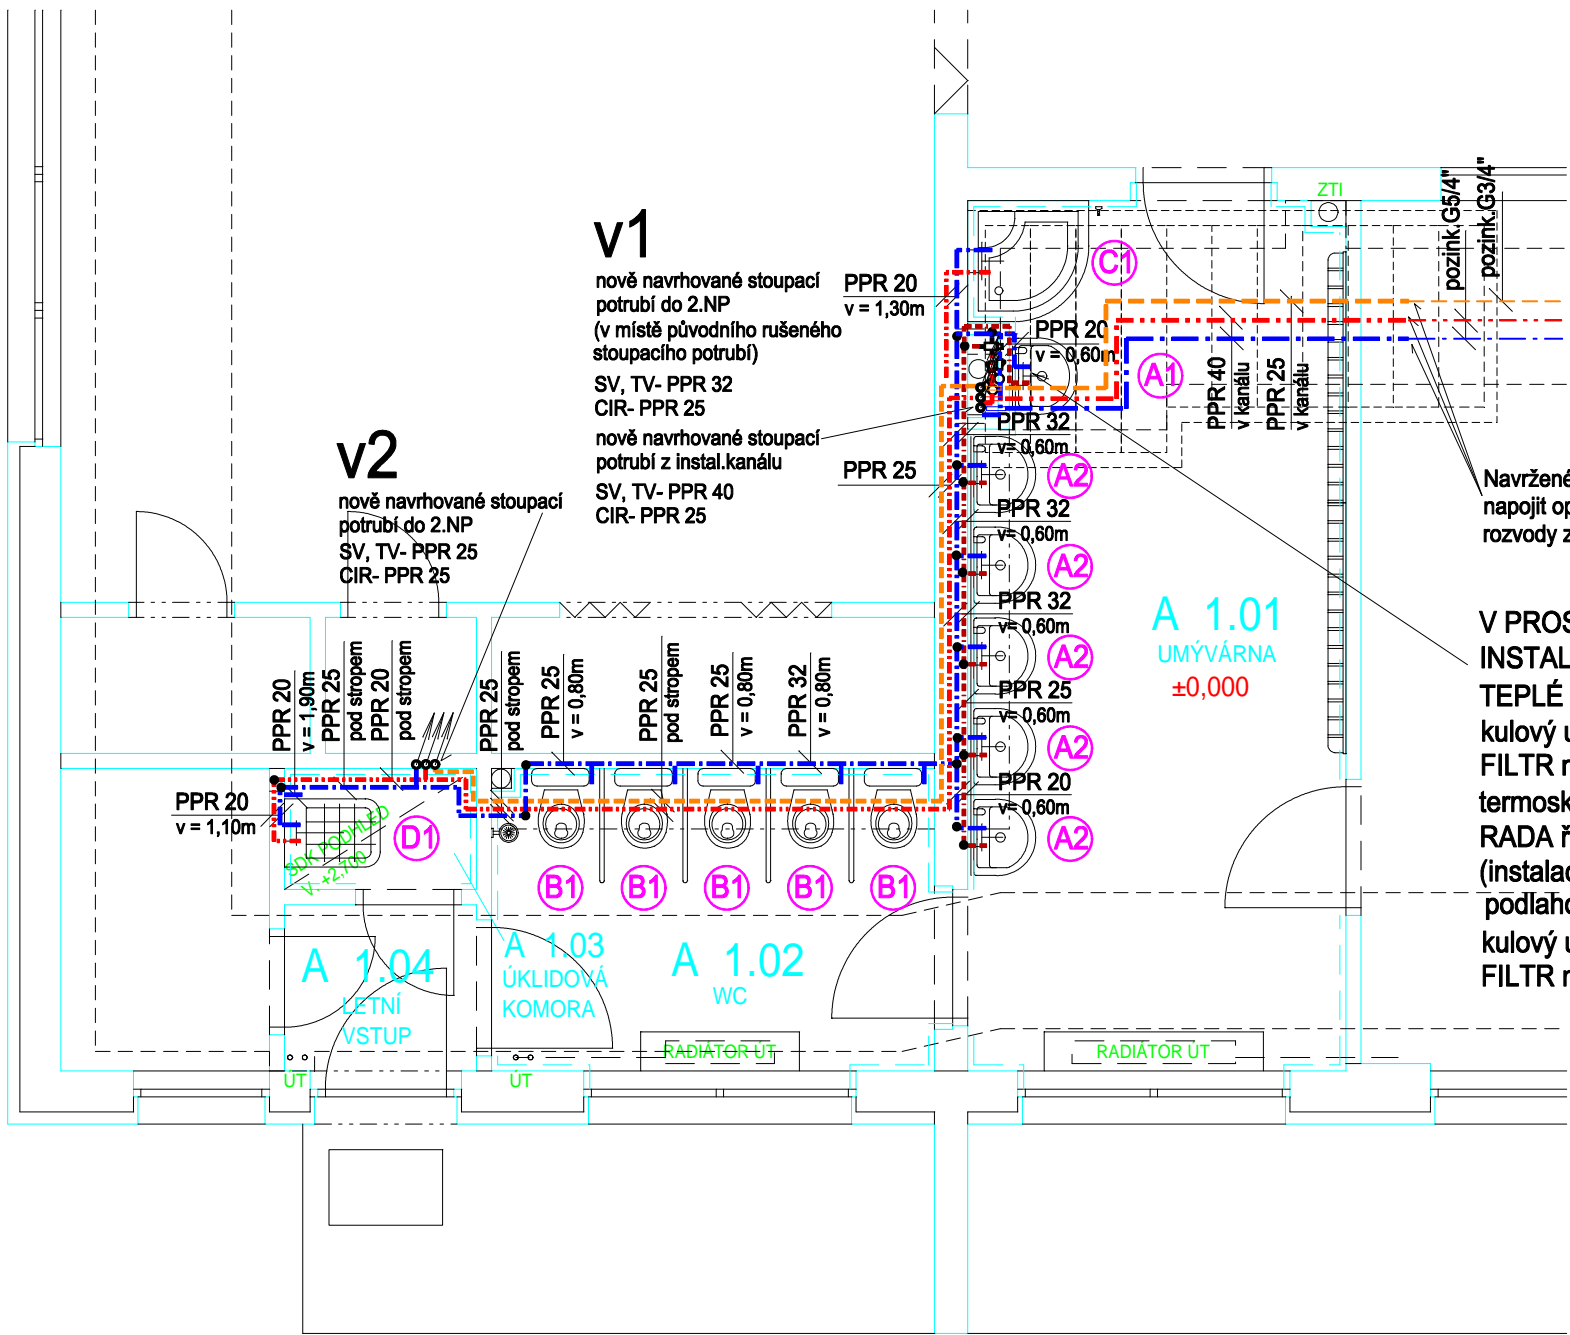 v1
nově navrhované stoupací
potrubí do 2.NP
(v místě původního rušeného
stoupacího potrubí)
SV, TV- PPR 32
CIR- PPR 25
nově navrhované stoupací
potrubí z instal.kanálu
SV, TV- PPR 40
CIR- PPR 25
v2
nově navrhované stoupací
potrubí do 2.NP
SV, TV- PPR 25
CIR- PPR 25
PPR 20
v = 1,30m
PPR 25
ZTI
pozink.G5/4"
pozink.G3/4"
C1
PPR 20
v = 0,60m
A1
PPR 40
v kanálu
PPR 25
v kanálu
PPR 32
v= 0,60m
A2
PPR 32
v= 0,60m
A2
PPR 32
v= 0,60m
A2
PPR 25
v= 0,60m
A2
PPR 20
v= 0,60m
A2
A 1.01
UMÝVÁRNA
±0,000
Navržené
napojit
rozvody
V PROS
INSTAL
TEPLÉ
kulový
FILTR
termosk
RADA
(instalac
podlaho
kulový
FILTR
PPR 20
v = 1,90m
PPR 25
pod stropem
PPR 20
pod stropem
PPR 25
pod stropem
PPR 25
v = 0,80m
PPR 25
pod stropem
PPR 25
v = 0,80m
PPR 32
v = 0,80m
PPR 20
v = 1,10m
SDK PODHLED
V. +2,700
D1
B1
B1
B1
B1
B1
A 1.04
LETNÍ
VSTUP
A 1.03
ÚKLIDOVÁ
KOMORA
A 1.02
WC
RADIÁTOR ÚT
RADIÁTOR ÚT
ÚT
ÚT